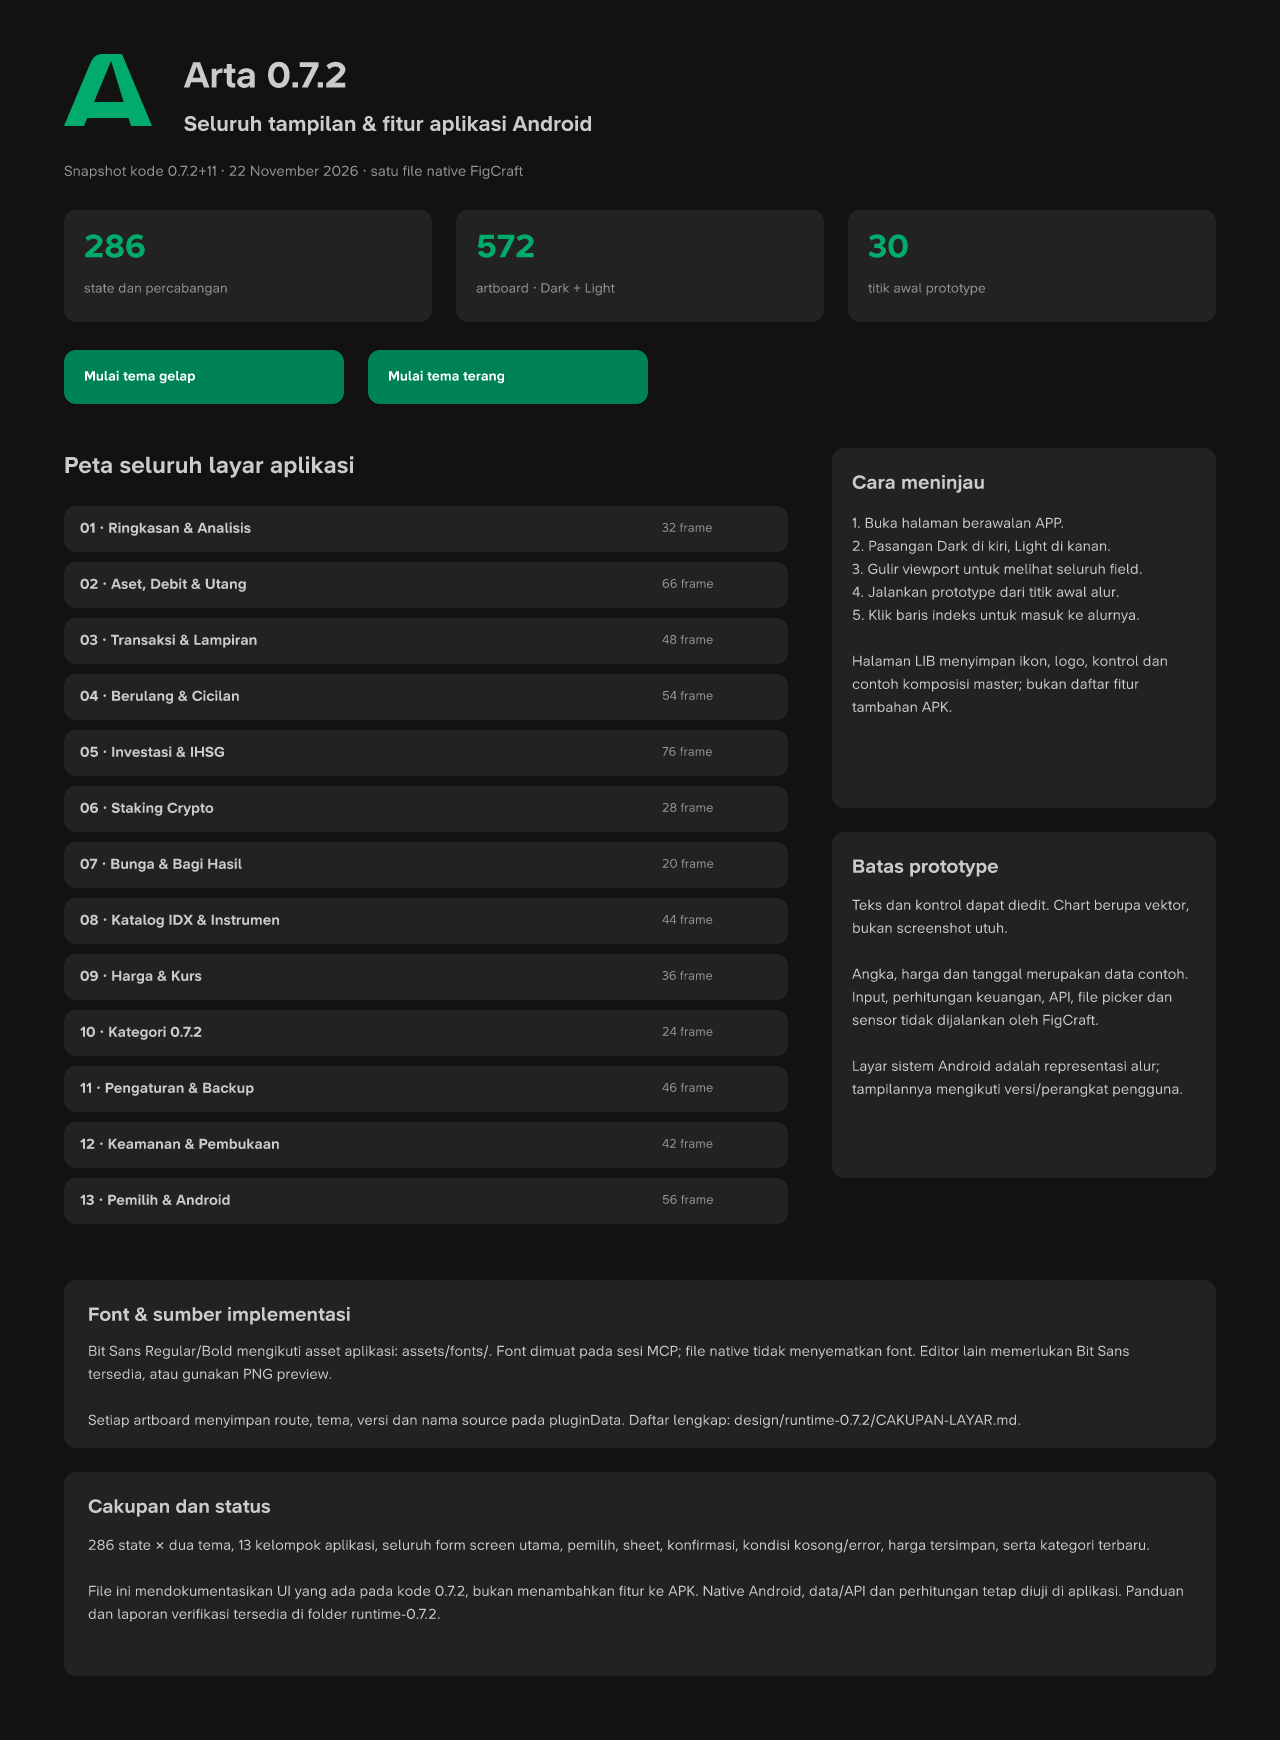 A
Arta 0.7.2
Seluruh tampilan & fitur aplikasi Android
Snapshot kode 0.7.2+11 · 22 November 2026 · satu file native FigCraft
286
state dan percabangan
572
artboard · Dark + Light
30
titik awal prototype
Mulai tema gelap
Mulai tema terang
Peta seluruh layar aplikasi
01 · Ringkasan & Analisis 32 frame
02 · Aset, Debit & Utang 66 frame
03 · Transaksi & Lampiran 48 frame
04 · Berulang & Cicilan 54 frame
05 · Investasi & IHSG 76 frame
06 · Staking Crypto 28 frame
07 · Bunga & Bagi Hasil 20 frame
08 · Katalog IDX & Instrumen 44 frame
09 · Harga & Kurs 36 frame
10 · Kategori 0.7.2 24 frame
11 · Pengaturan & Backup 46 frame
12 · Keamanan & Pembukaan 42 frame
13 · Pemilih & Android 56 frame
Cara meninjau
1. Buka halaman berawalan APP.
2. Pasangan Dark di kiri, Light di kanan.
3. Gulir viewport untuk melihat seluruh field.
4. Jalankan prototype dari titik awal alur.
5. Klik baris indeks untuk masuk ke alurnya.
Halaman LIB menyimpan ikon, logo, kontrol dan
contoh komposisi master; bukan daftar fitur
tambahan APK.
Batas prototype
Teks dan kontrol dapat diedit. Chart berupa vektor,
bukan screenshot utuh.
Angka, harga dan tanggal merupakan data contoh.
Input, perhitungan keuangan, API, file picker dan
sensor tidak dijalankan oleh FigCraft.
Layar sistem Android adalah representasi alur;
tampilannya mengikuti versi/perangkat pengguna.
Font & sumber implementasi
Bit Sans Regular/Bold mengikuti asset aplikasi: assets/fonts/. Font dimuat pada sesi MCP; file native tidak menyematkan font. Editor lain memerlukan Bit Sans
tersedia, atau gunakan PNG preview.
Setiap artboard menyimpan route, tema, versi dan nama source pada pluginData. Daftar lengkap: design/runtime-0.7.2/CAKUPAN-LAYAR.md.
Cakupan dan status
286 state × dua tema, 13 kelompok aplikasi, seluruh form screen utama, pemilih, sheet, konfirmasi, kondisi kosong/error, harga tersimpan, serta kategori terbaru.
File ini mendokumentasikan UI yang ada pada kode 0.7.2, bukan menambahkan fitur ke APK. Native Android, data/API dan perhitungan tetap diuji di aplikasi. Panduan
dan laporan verifikasi tersedia di folder runtime-0.7.2.